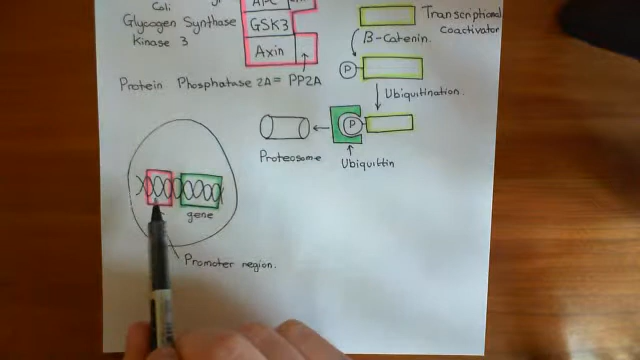 Coli
APC
Glycogen Synthase
Kinase 3
GSK3
Axin
Protein Phosphatase 2A = PP2A
Transcriptional
coactivator
β-catenin.
P
Ubiquitination.
P
Proteosome
Ubiquitin
gene
Promoter region.